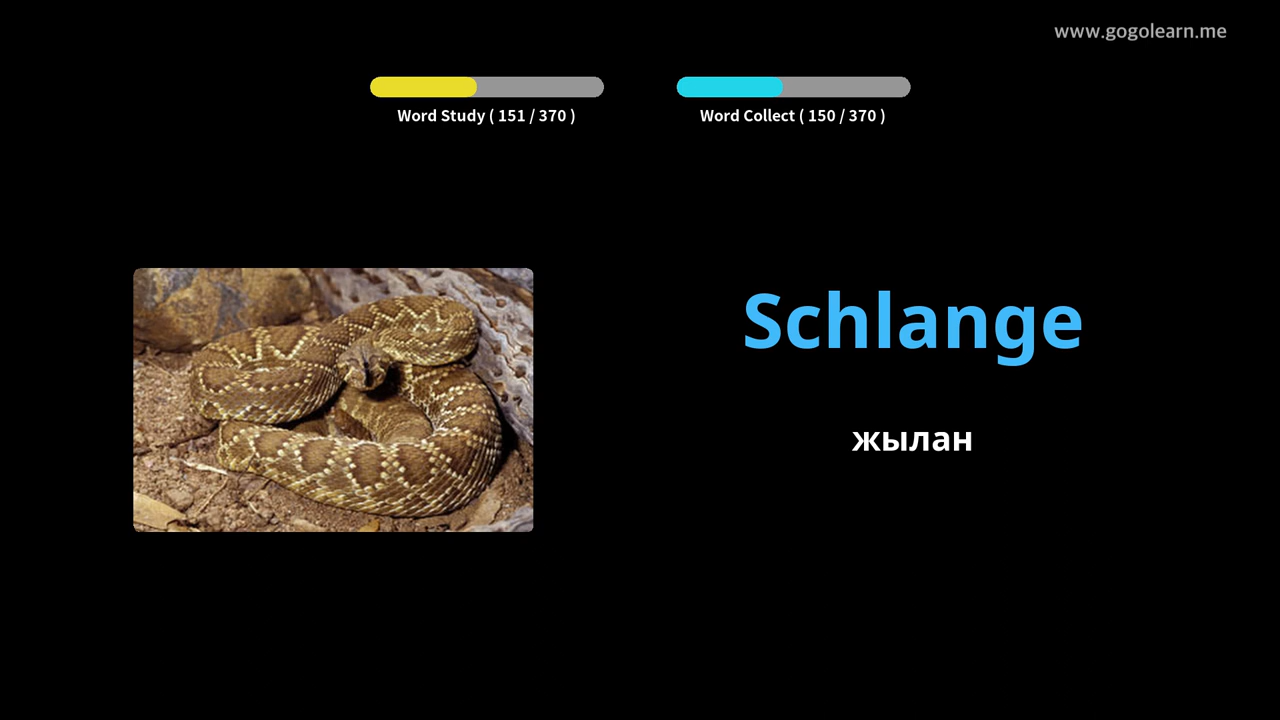 www.gogolearn.me
Word Study ( 151 / 370 )
Word Collect ( 150 / 370 )
Schlange
жылан